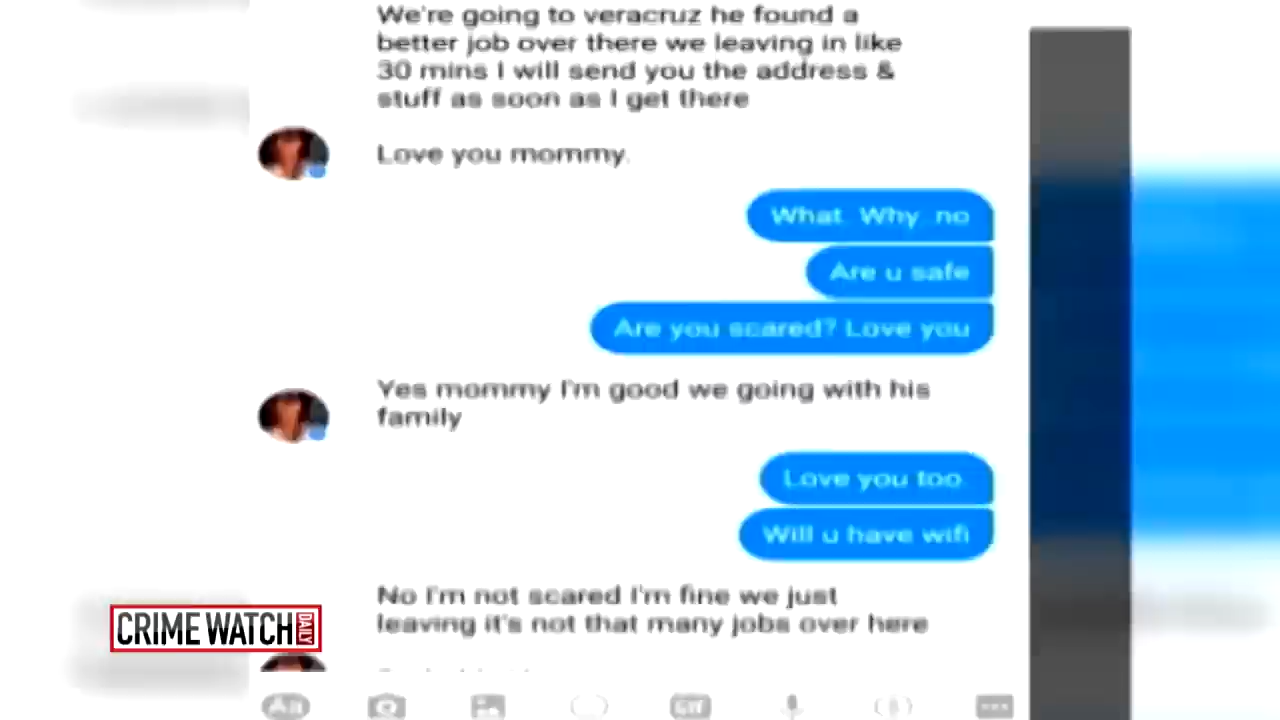 We're going to veracruz he found a
better job over there we leaving in like
30 mins I will send you the address &
stuff as soon as I get there
Love you mommy.
What Why no
Are u safe
Are you scared? Love you
Yes mommy I'm good we going with his
family
Love you too
Will u have wifi
No I'm not scared I'm fine we just
leaving it's not that many jobs over here
CRIME WATCH DAILY
Aa
GIF